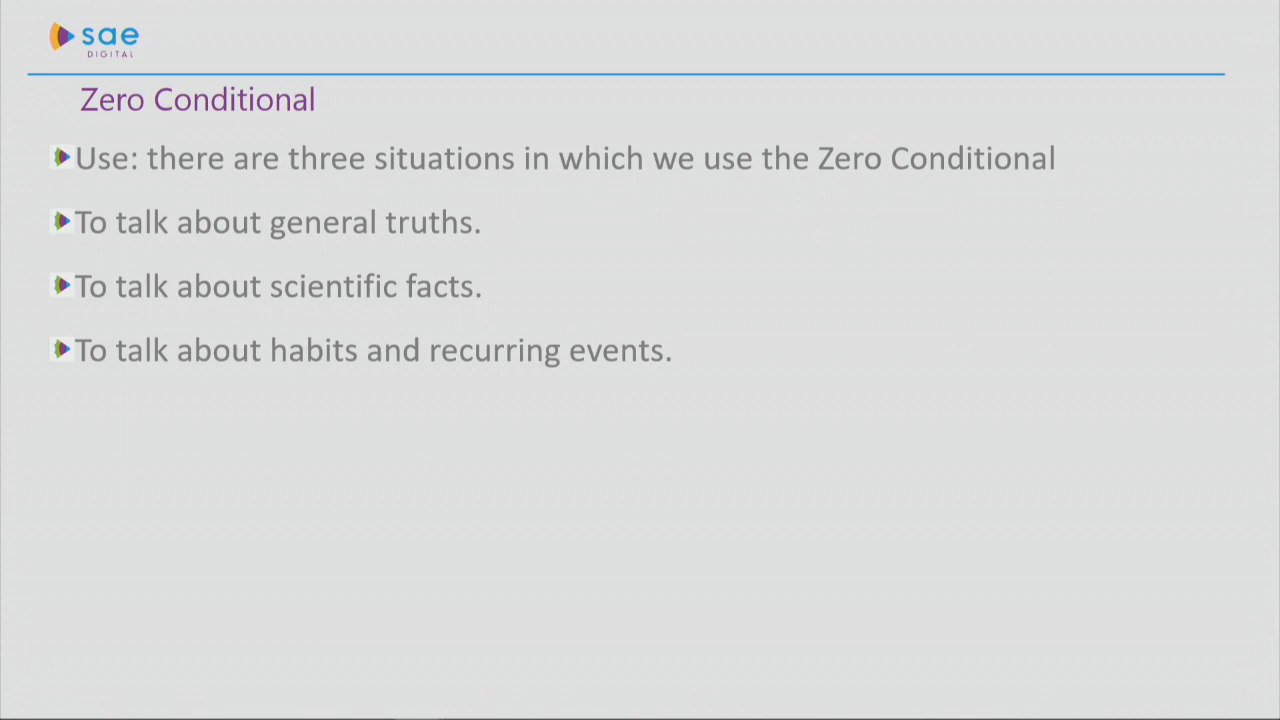 sae
DIGITAL
Zero Conditional
Use: there are three situations in which we use the Zero Conditional
To talk about general truths.
To talk about scientific facts.
To talk about habits and recurring events.